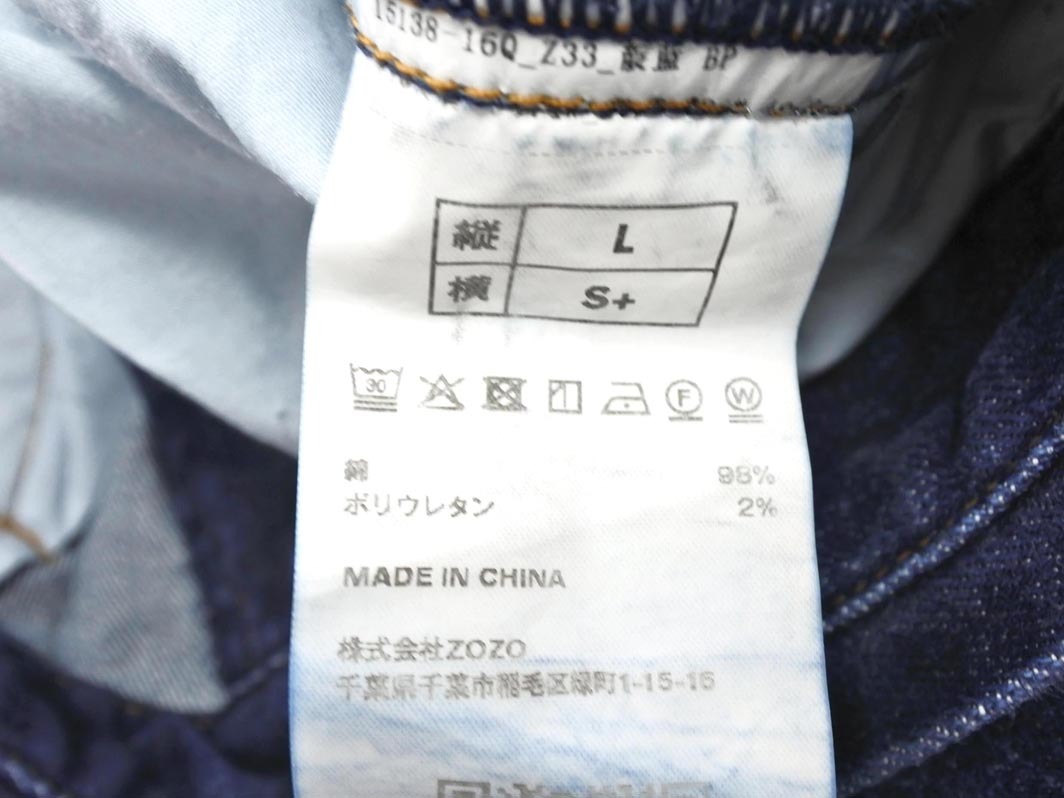 15138-16Q_Z33_ BP
縦 L
横 S+
30
F
W
綿 98%
ポリウレタン 2%
MADE IN CHINA
株式会社ZOZO
千葉県千葉市稲毛区緑町1-15-16